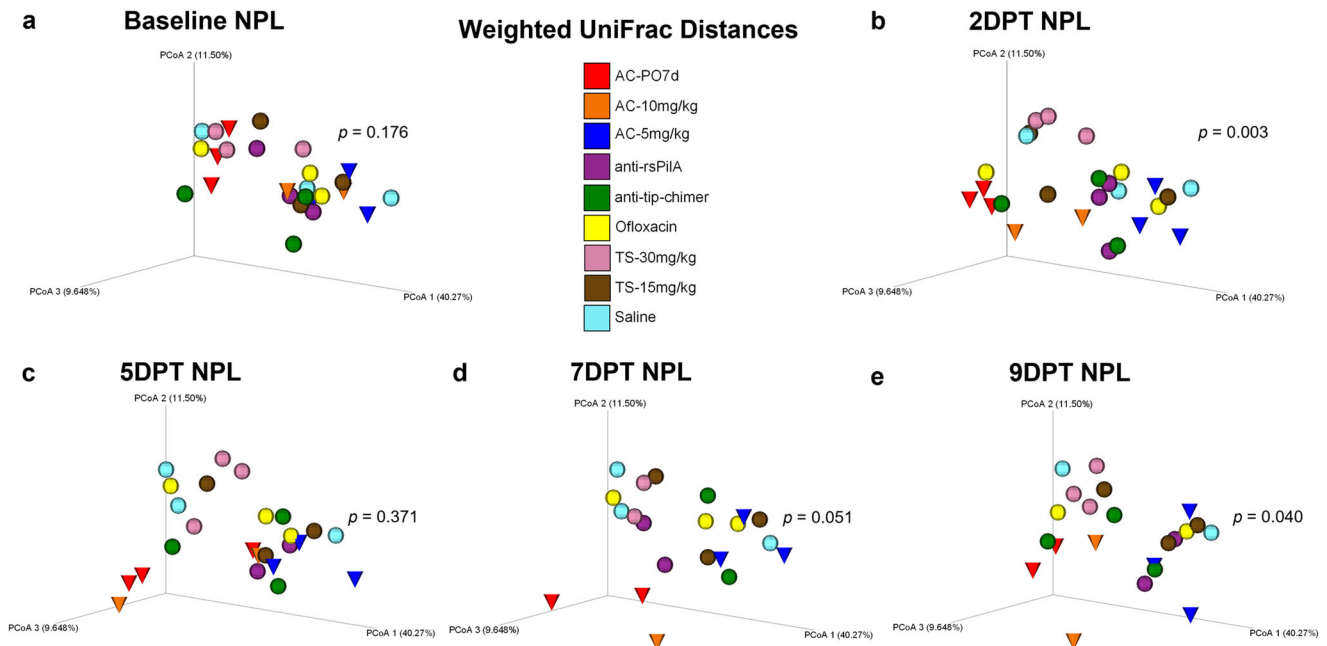 a
Baseline NPL
PCoA 2 (11.50%)
p = 0.176
PCoA 3 (9.648%)
PCoA 1 (40.27%)
Weighted UniFrac Distances
AC-PO7d
AC-10mg/kg
AC-5mg/kg
anti-rsPilA
anti-tip-chimer
Ofloxacin
TS-30mg/kg
TS-15mg/kg
Saline
b
2DPT NPL
PCoA 2 (11.50%)
p = 0.003
PCoA 3 (9.648%)
PCoA 1 (40.27%)
c
5DPT NPL
PCoA 2 (11.50%)
p = 0.371
PCoA 3 (9.648%)
PCoA 1 (40.27%)
d
7DPT NPL
PCoA 2 (11.50%)
p = 0.051
PCoA 3 (9.648%)
PCoA 1 (40.27%)
e
9DPT NPL
PCoA 2 (11.50%)
p = 0.040
PCoA 3 (9.648%)
PCoA 1 (40.27%)